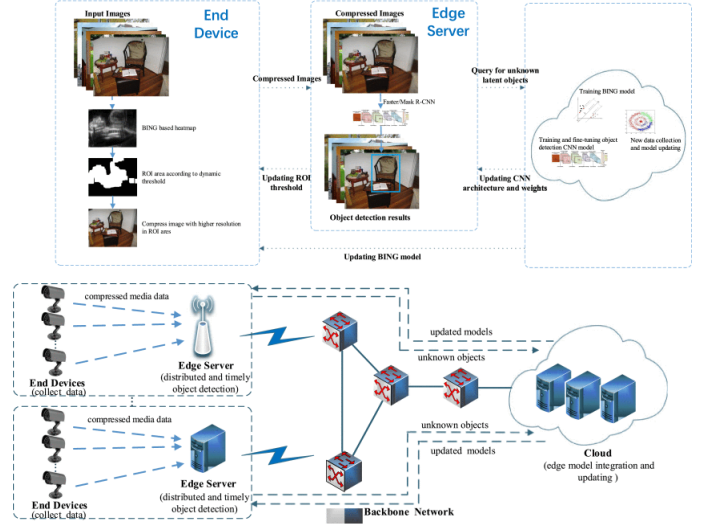 Input Images
End
Device
Compressed Images
Edge
Server
Compressed Images
Query for unknown
latent objects
Faster/Mask R-CNN
Training BING model
BING based heatmap
Training and fine-tuning object
detection CNN model
New data collection
and model updating
ROI area according to dynamic
threshold
Updating ROI
threshold
Updating CNN
architecture and weights
Object detection results
Compress image with higher resolution
in ROI area
Updating BING model
compressed media data
updated models
unknown objects
Edge Server
(distributed and timely
object detection)
End Devices
(collect data)
compressed media data
unknown objects
updated models
Cloud
(edge model integration and
updating )
Edge Server
(distributed and timely
object detection)
End Devices
(collect data)
Backbone Network